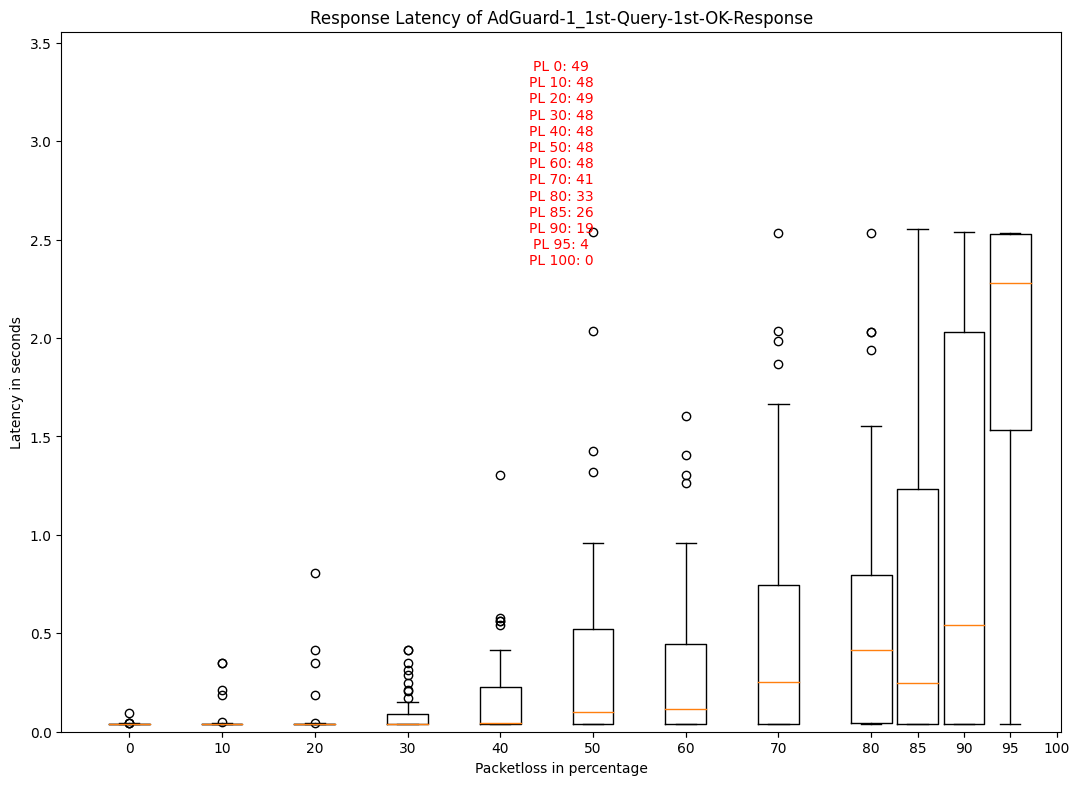 Response Latency of AdGuard-1_1st-Query-1st-OK-Response
3.5
3.0
2.5
2.0
1.5
1.0
0.5
0.0
Latency in seconds
PL 0: 49
PL 10: 48
PL 20: 49
PL 30: 48
PL 40: 48
PL 50: 48
PL 60: 48
PL 70: 41
PL 80: 33
PL 85: 26
PL 90: 19
PL 95: 4
PL 100: 0
0 10 20 30 40 50 60 70 80 85 90 95 100
Packetloss in percentage